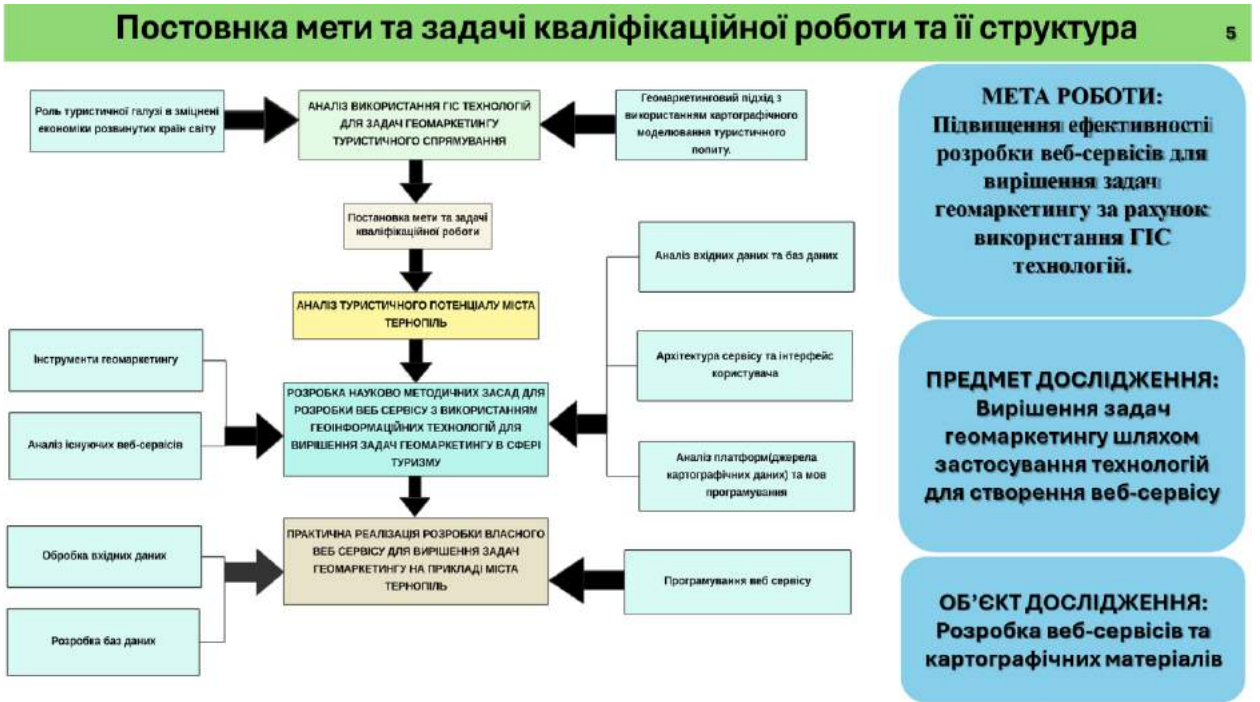 Постовнка мети та задачі кваліфікаційної роботи та її структура
5
Роль туристичної галузі в зміцнені
економіки розвинутих країн світу
АНАЛІЗ ВИКОРИСТАННЯ ГІС ТЕХНОЛОГІЙ
ДЛЯ ЗАДАЧ ГЕОМАРКЕТИНГУ
ТУРИСТИЧНОГО СПРЯМУВАННЯ
Геомаркетинговий підхід з
використанням картографічного
моделювання туристичного
попиту.
Постановка мети та задачі
кваліфікаційної роботи
АНАЛІЗ ТУРИСТИЧНОГО ПОТЕНЦІАЛУ МІСТА
ТЕРНОПІЛЬ
Інструменти геомаркетингу
Аналіз існуючих веб-сервісів
РОЗРОБКА НАУКОВО МЕТОДИЧНИХ ЗАСАД ДЛЯ
РОЗРОБКИ ВЕБ СЕРВІСУ З ВИКОРИСТАННЯМ
ГЕОІНФОРМАЦІЙНИХ ТЕХНОЛОГІЙ ДЛЯ
ВИРІШЕННЯ ЗАДАЧ ГЕОМАРКЕТИНГУ В СФЕРІ
ТУРИЗМУ
Аналіз вхідних даних та баз даних
Архітектура сервісу та інтерфейс
користувача
Аналіз платформ(джерела
картографічних даних) та мов
програмування
Обробка вхідних даних
Розробка баз даних
ПРАКТИЧНА РЕАЛІЗАЦІЯ РОЗРОБКИ ВЛАСНОГО
ВЕБ СЕРВІСУ ДЛЯ ВИРІШЕННЯ ЗАДАЧ
ГЕОМАРКЕТИНГУ НА ПРИКЛАДІ МІСТА
ТЕРНОПІЛЬ
Програмування веб сервісу
МЕТА РОБОТИ:
Підвищення ефективності
розробки веб-сервісів для
вирішення задач
геомаркетингу за рахунок
використання ГІС
технологій.
ПРЕДМЕТ ДОСЛІДЖЕННЯ:
Вирішення задач
геомаркетингу шляхом
застосування технологій
для створення веб-сервісу
ОБ’ЄКТ ДОСЛІДЖЕННЯ:
Розробка веб-сервісів та
картографічних матеріалів